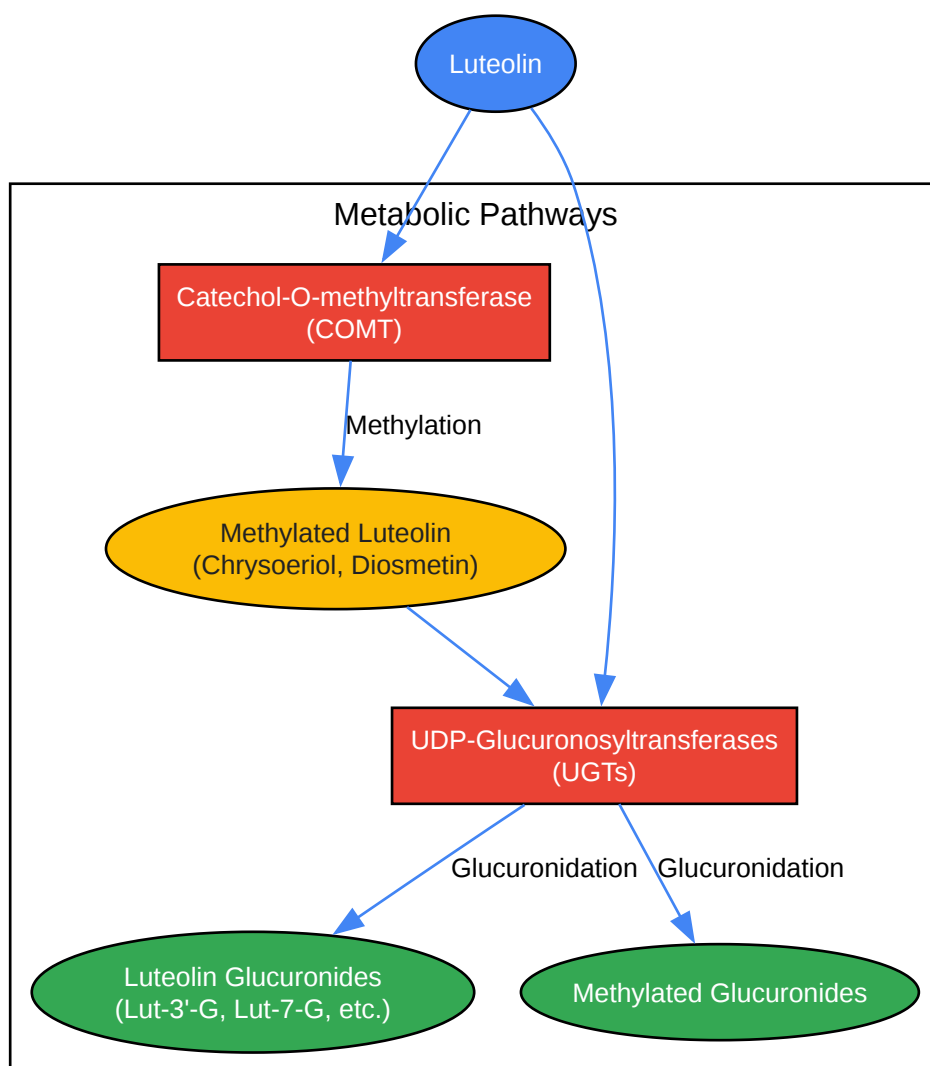 Luteolin
Metabolic Pathways
Catechol-O-methyltransferase
(COMT)
Methylation
Methylated Luteolin
(Chrysoeriol, Diosmetin)
UDP-Glucuronosyltransferases
(UGTs)
Glucuronidation
Glucuronidation
Luteolin Glucuronides
(Lut-3'-G, Lut-7-G, etc.)
Methylated Glucuronides